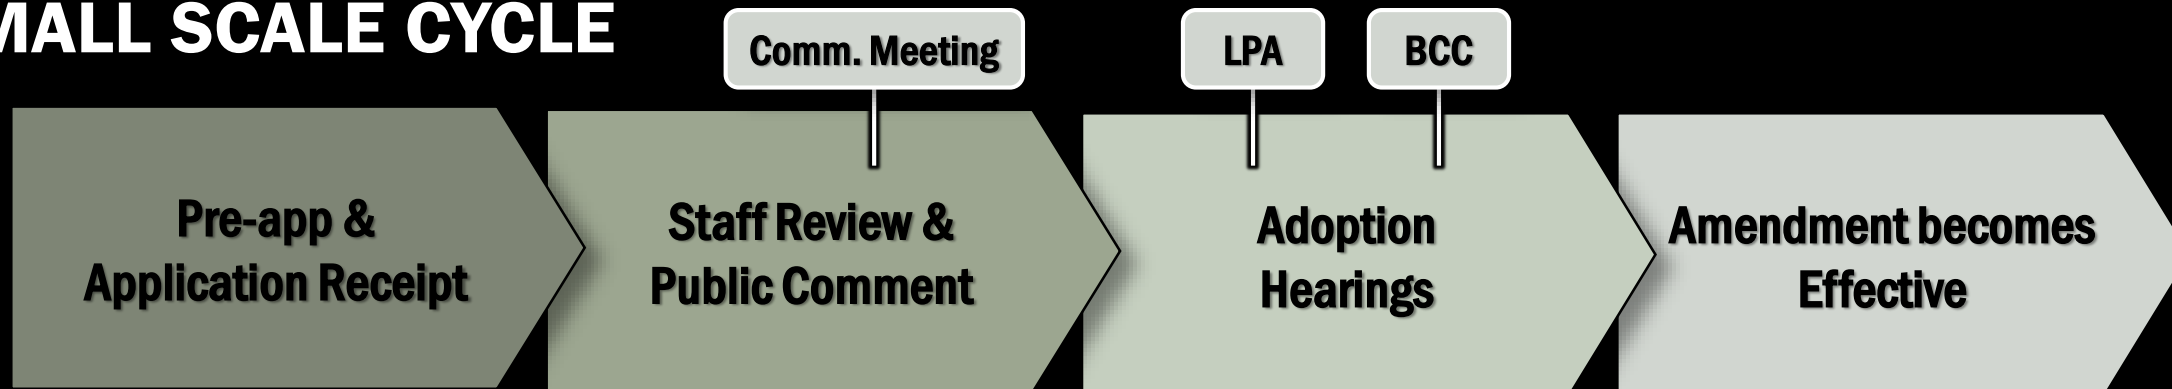 MALL SCALE CYCLE
Comm. Meeting
LPA
BCC
Pre-app &
Application Receipt
Staff Review &
Public Comment
Adoption
Hearings
Amendment becomes
Effective